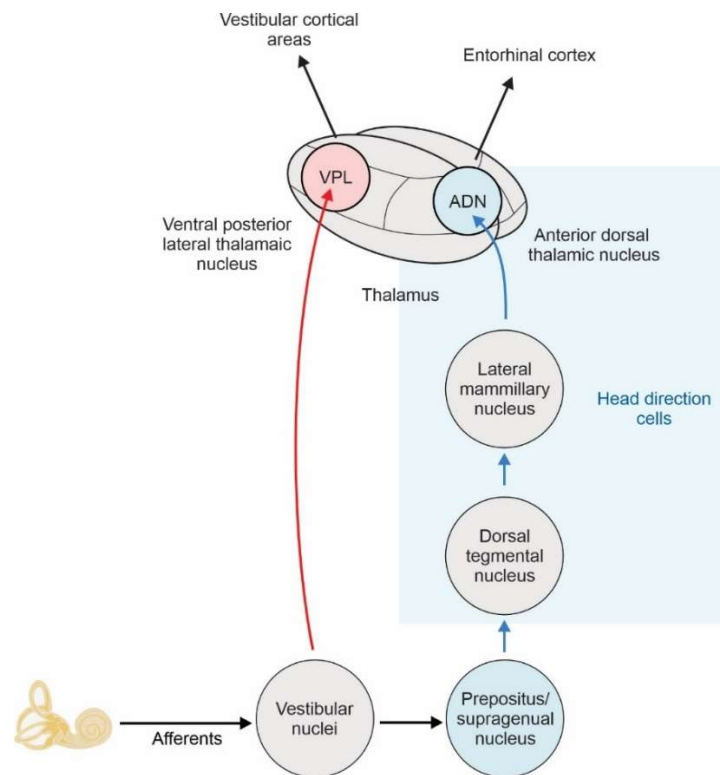 Vestibular cortical
areas
Entorhinal cortex
VPL
ADN
Ventral posterior
lateral thalamaic
nucleus
Anterior dorsal
thalamic nucleus
Thalamus
Lateral
mammillary
nucleus
Head direction
cells
Dorsal
tegmental
nucleus
Vestibular
nuclei
Prepositus/
supragenual
nucleus
Afferents